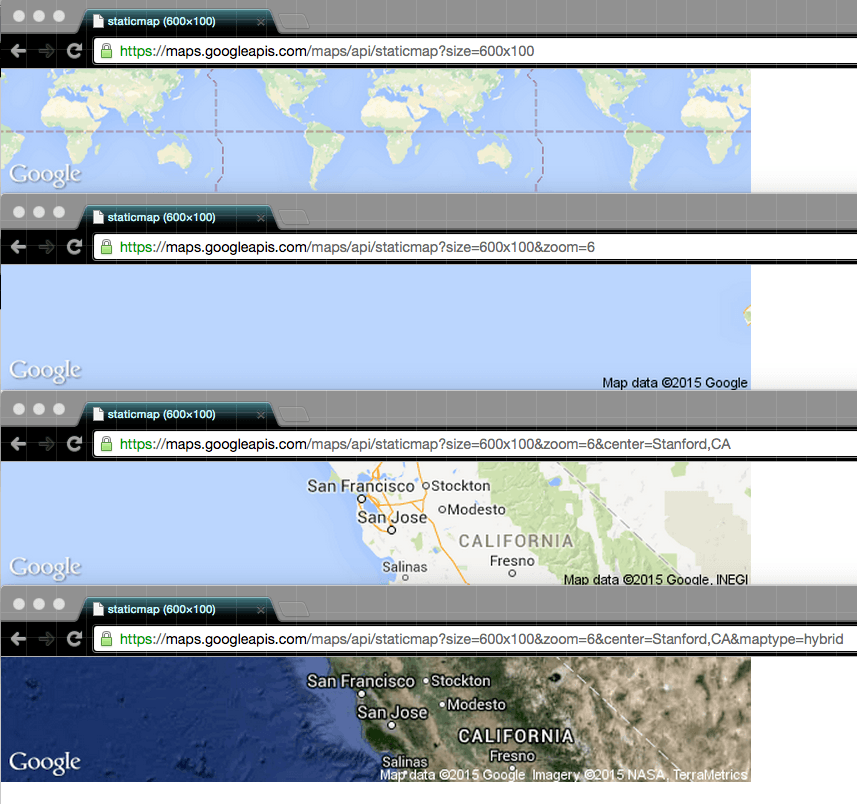 staticmap (600×100)
https://maps.googleapis.com/maps/api/staticmap?size=600x100
Google
staticmap (600×100)
https://maps.googleapis.com/maps/api/staticmap?size=600x100&zoom=6
Google
Map data ©2015 Google
staticmap (600×100)
https://maps.googleapis.com/maps/api/staticmap?size=600x100&zoom=6&center=Stanford,CA
San Francisco Stockton
Modesto
San Jose
CALIFORNIA
Fresno
Salinas
Google
Map data ©2015 Google, INEGI
staticmap (600×100)
https://maps.googleapis.com/maps/api/staticmap?size=600x100&zoom=6&center=Stanford,CA&maptype=hybrid
San Francisco Stockton
Modesto
San Jose
CALIFORNIA
Fresno
Salinas
Google
Map data ©2015 Google Imagery ©2015 NASA, TerraMetrics